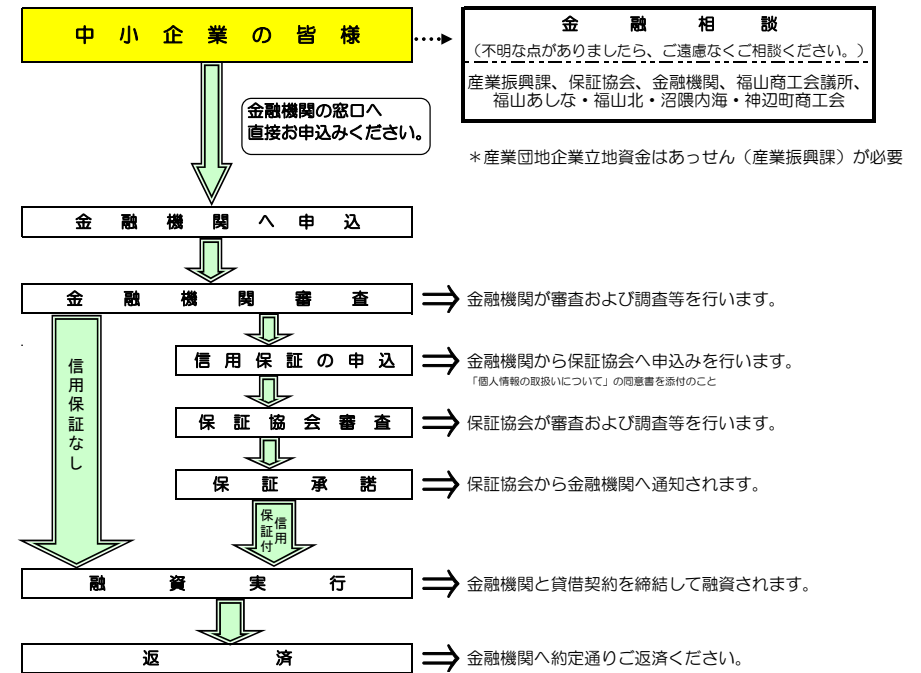 中小企業の皆様
金融相談
（不明な点がありましたら、ご遠慮なくご相談ください。）
産業振興課、保証協会、金融機関、福山商工会議所、
福山あしな・福山北・沼隈内海・神辺町商工会
金融機関の窓口へ
直接お申込みください。
＊産業団地企業立地資金はあっせん（産業振興課）が必要
金融機関へ申込
金融機関審査
金融機関が審査および調査等を行います。
信用保証の申込
金融機関から保証協会へ申込みを行います。
「個人情報の取扱いについて」の同意書を添付のこと
信用保証なし
保証協会審査
保証協会が審査および調査等を行います。
保証承諾
保証協会から金融機関へ通知されます。
信用
保証付
融資実行
金融機関と貸借契約を締結して融資されます。
返済
金融機関へ約定通りご返済ください。